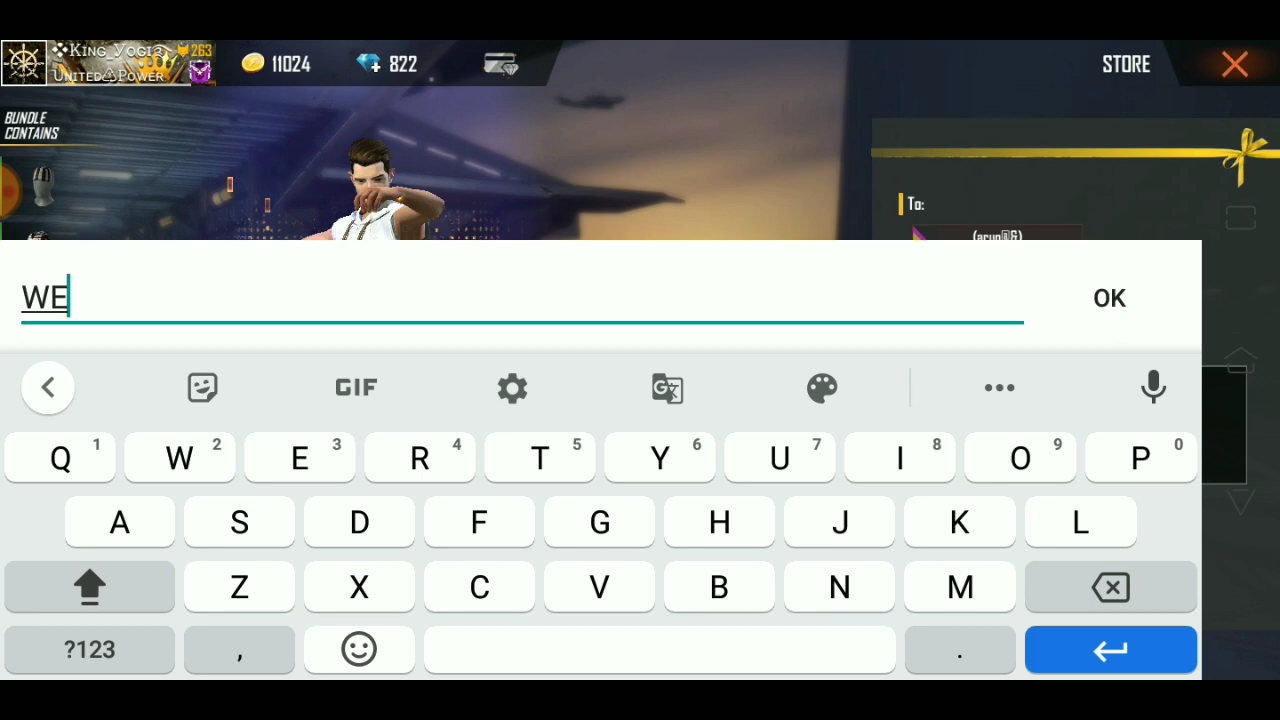 ❖King_Yogi
263
United♳Power
11024
822
STORE
BUNDLE
CONTAINS
To:
WE
OK
GIF
Q 1 W 2 E 3 R 4 T 5 Y 6 U 7 I 8 O 9 P 0
A S D F G H J K L
Z X C V B N M
?123 , .